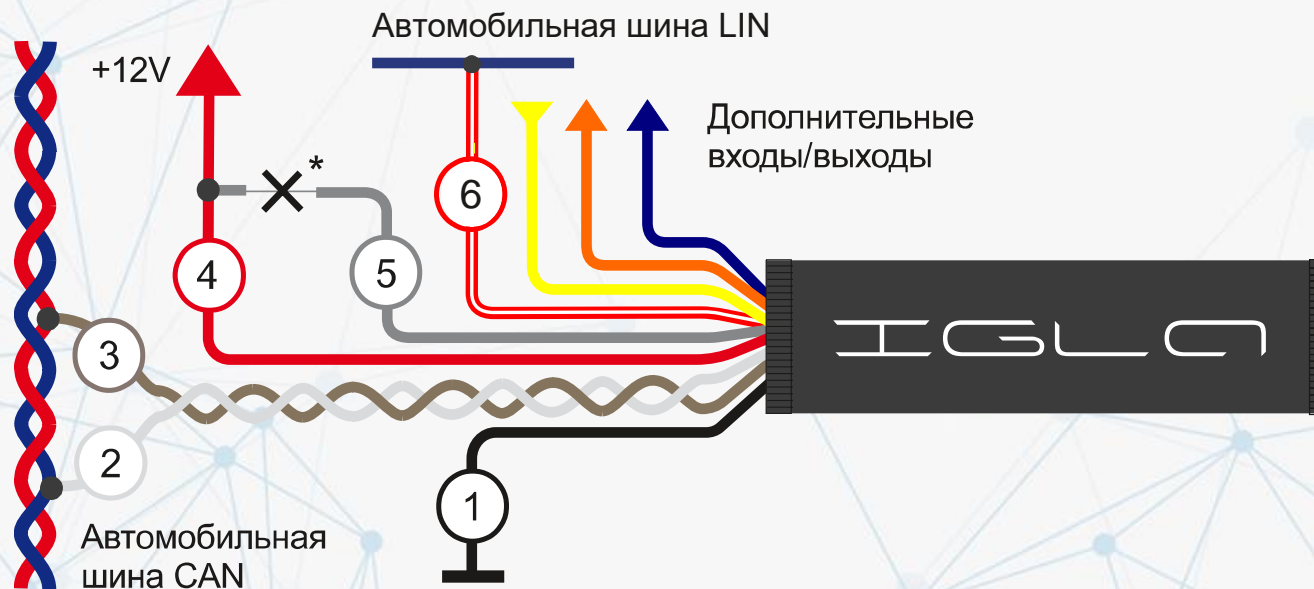 Автомобильная шина LIN
+12V
Дополнительные
входы/выходы
*
6
4
5
IGLA
3
2
1
Автомобильная
шина CAN